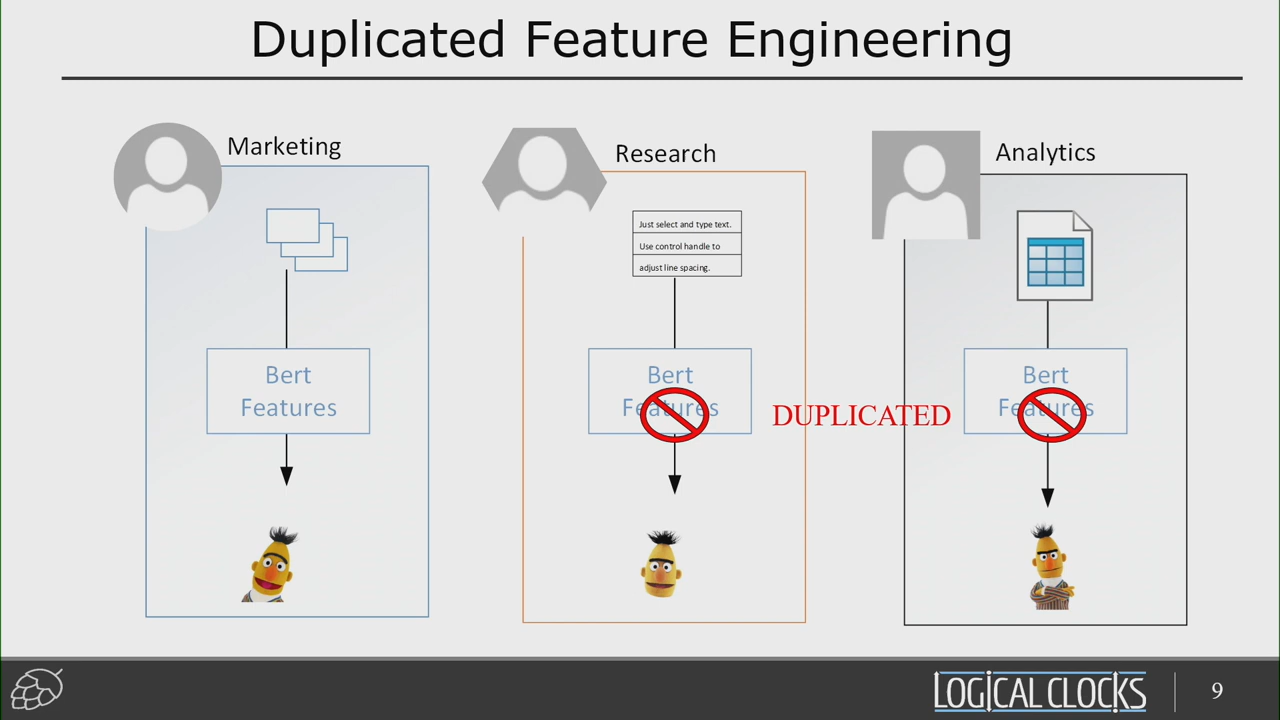 Duplicated Feature Engineering
Marketing
Research
Analytics
Just select and type text.
Use control handle to
adjust line spacing.
Bert
Features
Bert
Features
DUPLICATED
Bert
Features
LOGICAL CLOCKS
9